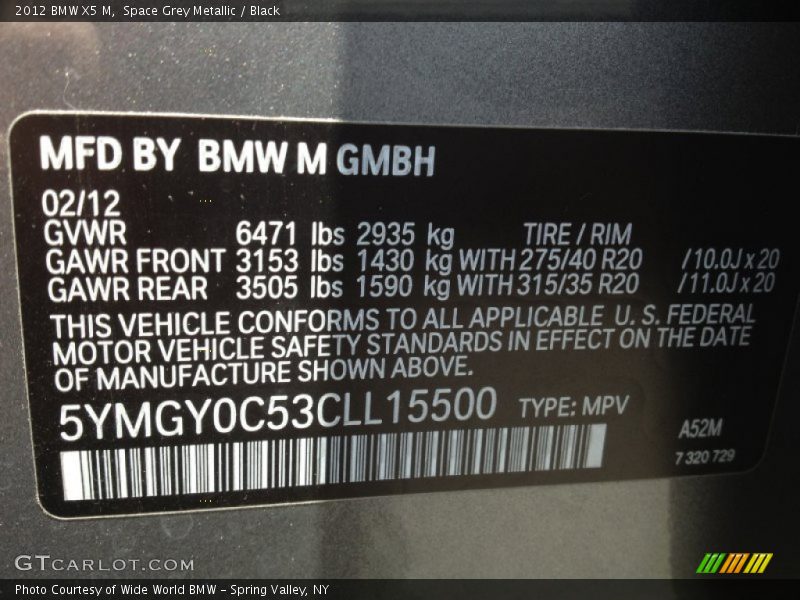 2012 BMW X5 M, Space Grey Metallic / Black
MFD BY BMW M GMBH
02/12
GVWR 6471 lbs 2935 kg TIRE / RIM
GAWR FRONT 3153 lbs 1430 kg WITH 275/40 R20 /10.0J x 20
GAWR REAR 3505 lbs 1590 kg WITH 315/35 R20 /11.0J x 20
THIS VEHICLE CONFORMS TO ALL APPLICABLE U. S. FEDERAL
MOTOR VEHICLE SAFETY STANDARDS IN EFFECT ON THE DATE
OF MANUFACTURE SHOWN ABOVE.
5YMGY0C53CLL15500 TYPE: MPV
A52M
7 320 729
GTCARLOT.COM
Photo Courtesy of Wide World BMW - Spring Valley, NY